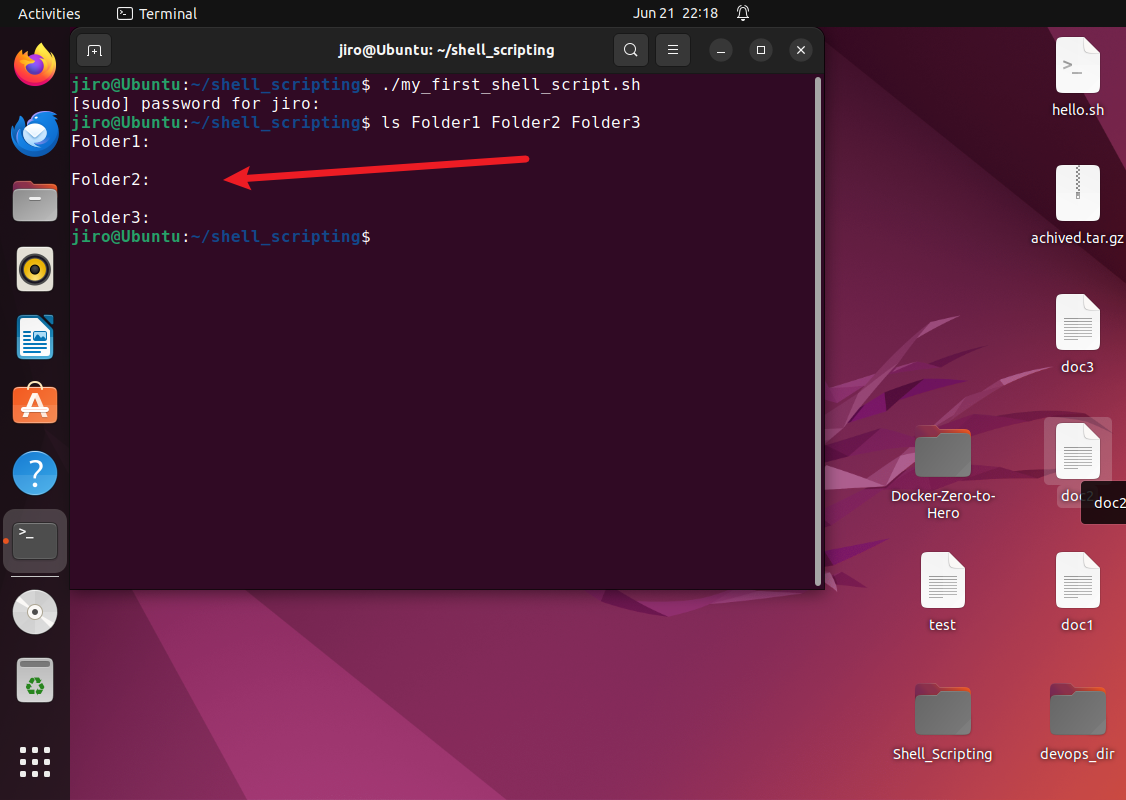 Activities
Terminal
Jun 21 22:18
jiro@Ubuntu: ~/shell_scripting
jiro@Ubuntu:~/shell_scripting$ ./my_first_shell_script.sh
[sudo] password for jiro:
jiro@Ubuntu:~/shell_scripting$ ls Folder1 Folder2 Folder3
Folder1:
Folder2:
Folder3:
jiro@Ubuntu:~/shell_scripting$
hello.sh
achived.tar.gz
doc3
Docker-Zero-to-
Hero
doc2
doc2
test
doc1
Shell_Scripting
devops_dir